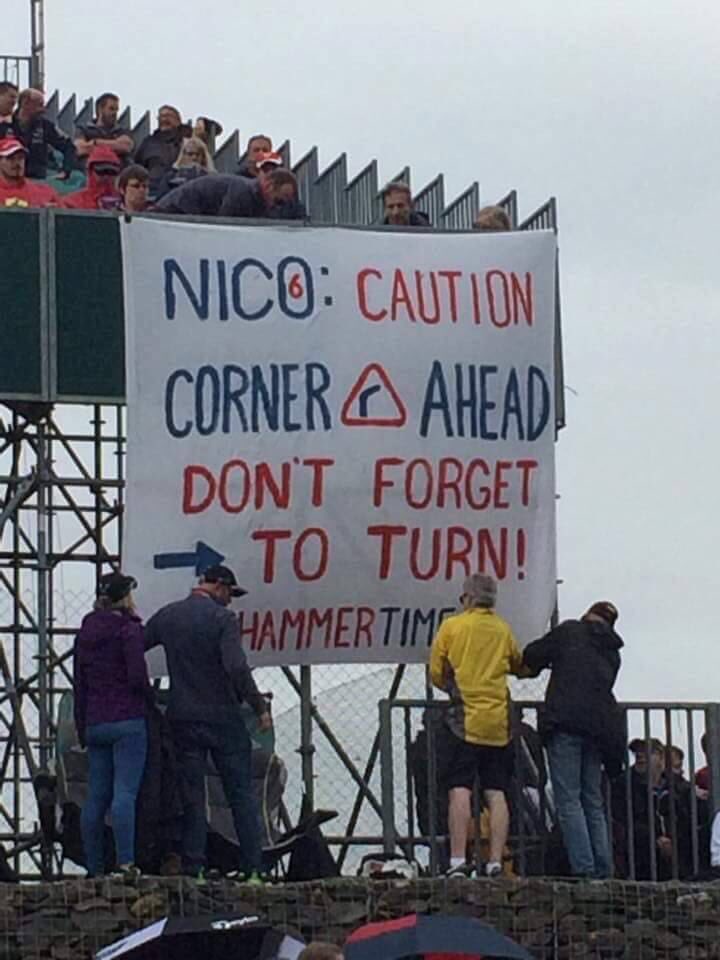 NICO6: CAUTION
CORNER AHEAD
DON'T FORGET
TO TURN!
HAMMERTIME